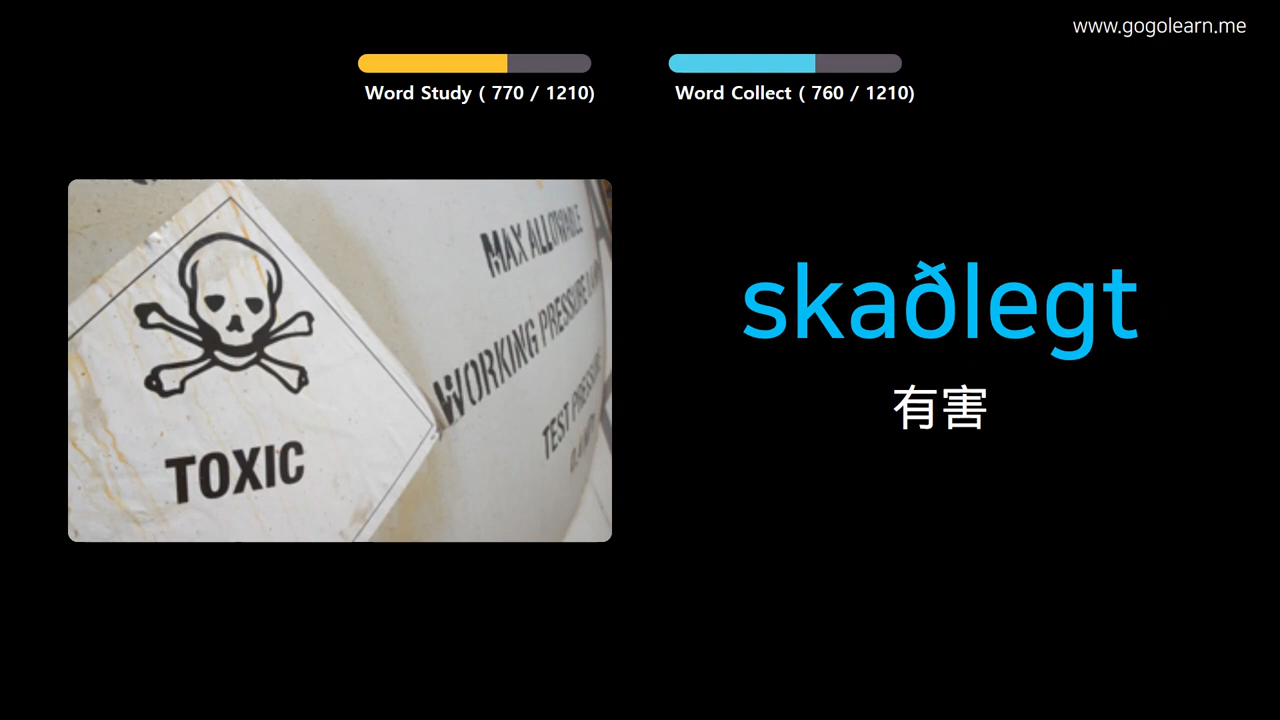 www.gogolearn.me
Word Study ( 770 / 1210)
Word Collect ( 760 / 1210)
MAX ALLOWABLE
WORKING PRESSURE
TEST PRESSURE
TOXIC
skaðlegt
有害